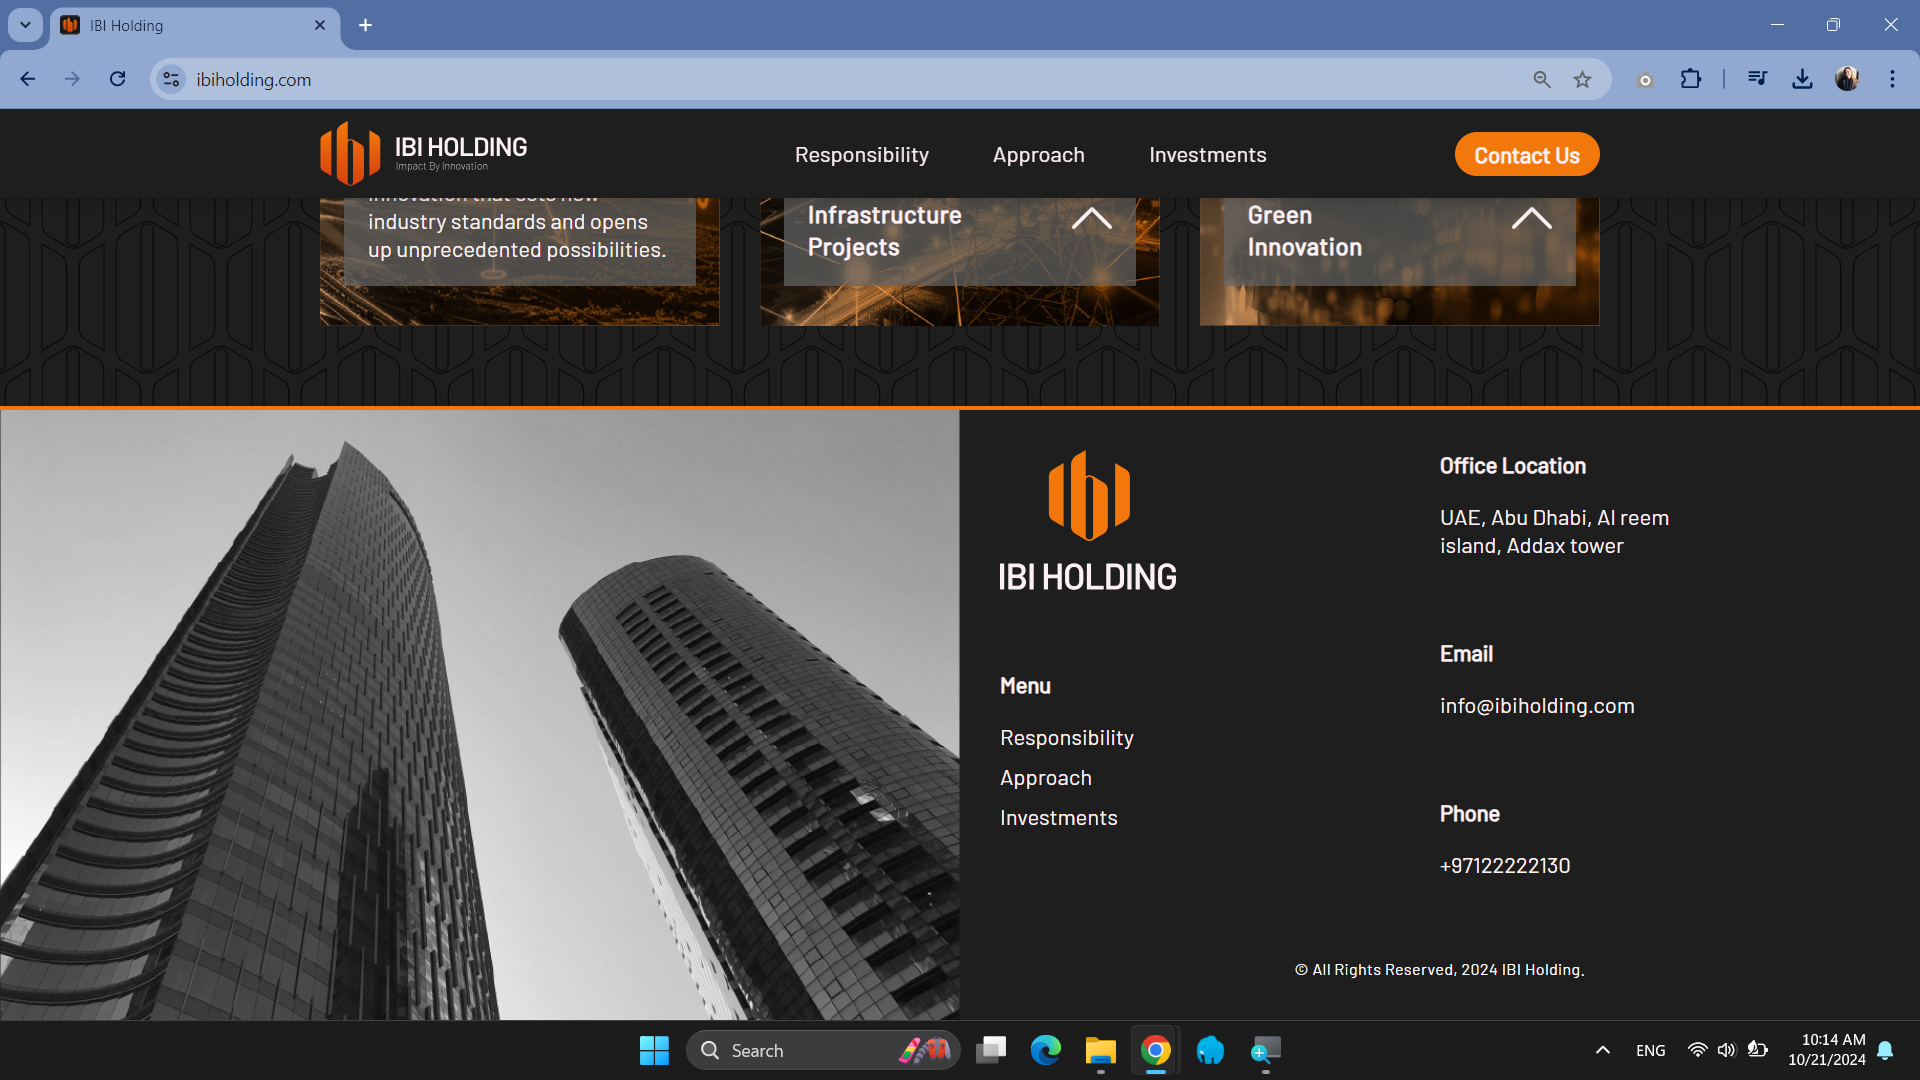 IBI Holding
ibiholding.com
IBI HOLDING
Impact By Innovation
Responsibility
Approach
Investments
Contact Us
industry standards and opens
up unprecedented possibilities.
Infrastructure
Projects
Green
Innovation
IBI HOLDING
Menu
Responsibility
Approach
Investments
Office Location
UAE, Abu Dhabi, Al reem
island, Addax tower
Email
info@ibiholding.com
Phone
+97122222130
© All Rights Reserved, 2024 IBI Holding.
Search
ENG
10:14 AM
10/21/2024